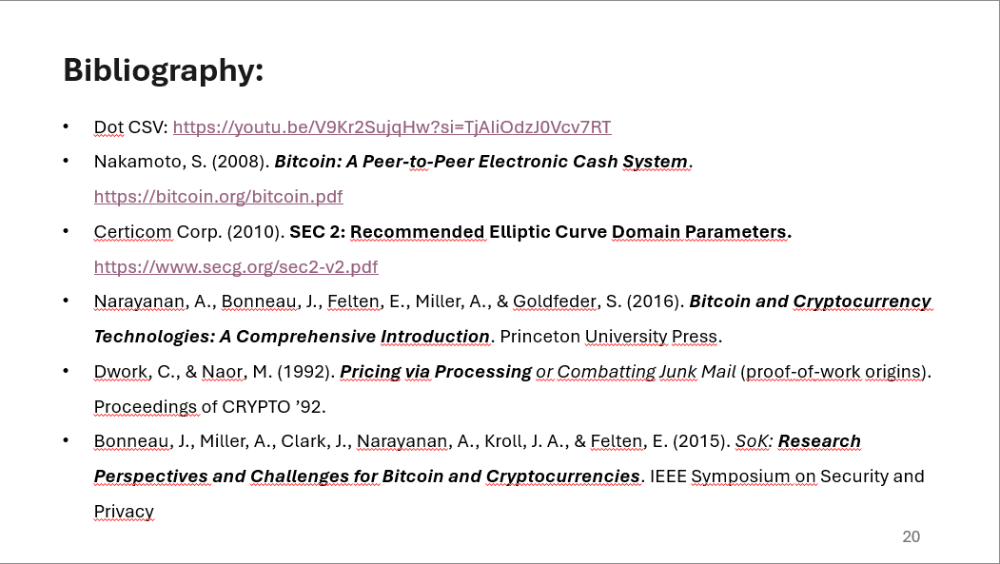 Bibliography:
• Dot CSV: https://youtu.be/V9Kr2SujqHw?si=TjAIiOdzJ0Vcv7RT
• Nakamoto, S. (2008). Bitcoin: A Peer-to-Peer Electronic Cash System.
https://bitcoin.org/bitcoin.pdf
• Certicom Corp. (2010). SEC 2: Recommended Elliptic Curve Domain Parameters.
https://www.secg.org/sec2-v2.pdf
• Narayanan, A., Bonneau, J., Felten, E., Miller, A., & Goldfeder, S. (2016). Bitcoin and Cryptocurrency
Technologies: A Comprehensive Introduction. Princeton University Press.
• Dwork, C., & Naor, M. (1992). Pricing via Processing or Combatting Junk Mail (proof-of-work origins).
Proceedings of CRYPTO ’92.
• Bonneau, J., Miller, A., Clark, J., Narayanan, A., Kroll, J. A., & Felten, E. (2015). SoK: Research
Perspectives and Challenges for Bitcoin and Cryptocurrencies. IEEE Symposium on Security and
Privacy
20